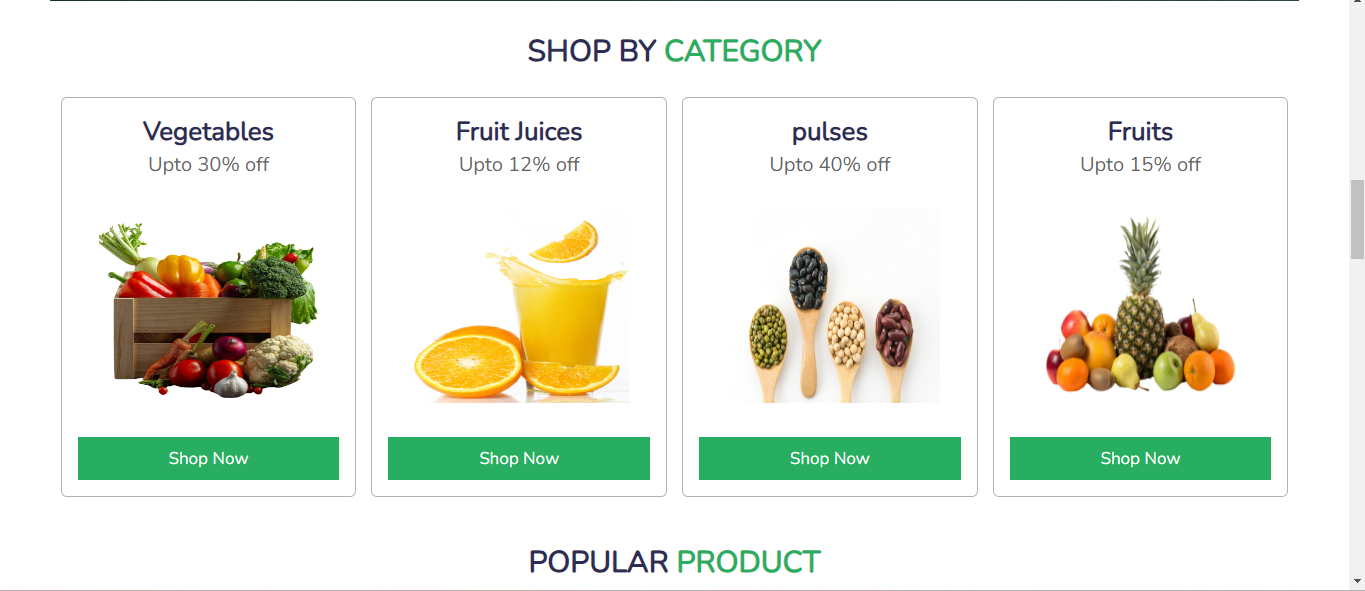 SHOP BY CATEGORY
Vegetables
Upto 30% off
Shop Now
Fruit Juices
Upto 12% off
Shop Now
pulses
Upto 40% off
Shop Now
Fruits
Upto 15% off
Shop Now
POPULAR PRODUCT